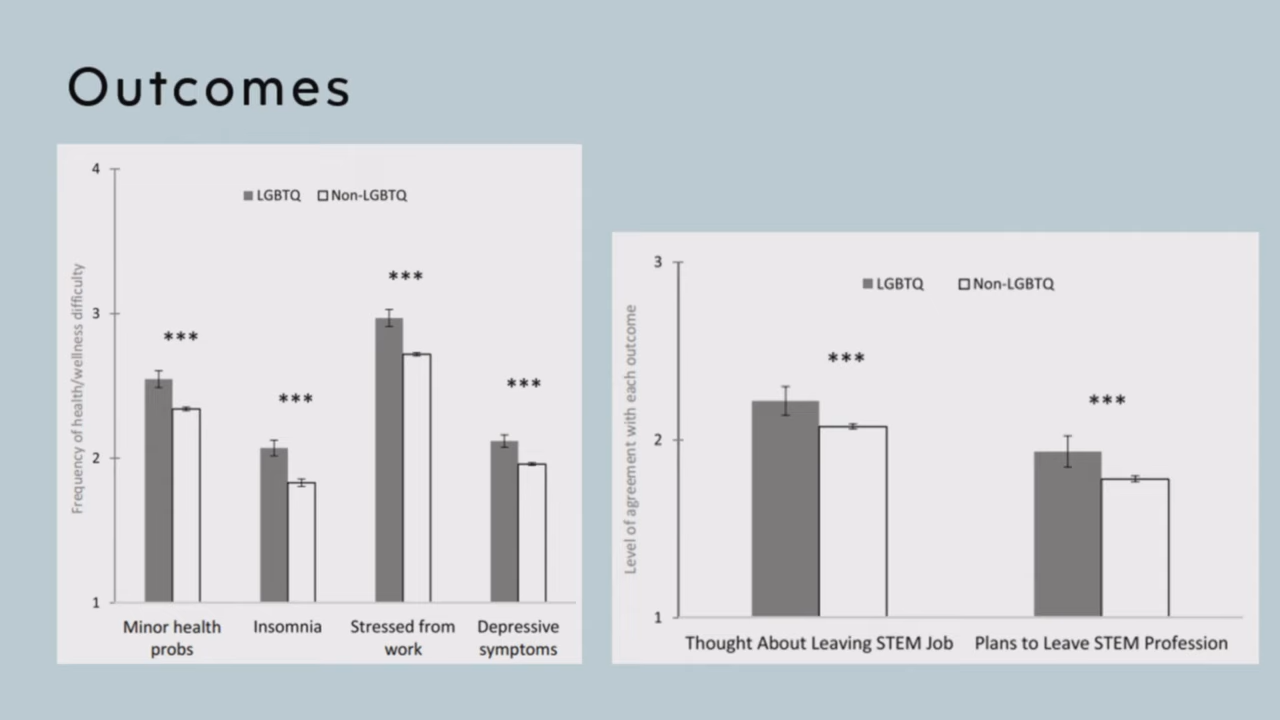 Outcomes
4
LGBTQ Non-LGBTQ
***
3
***
***
***
2
1
Frequency of health/wellness difficulty
Minor health probs
Insomnia
Stressed from work
Depressive symptoms
3
LGBTQ Non-LGBTQ
***
***
2
1
Level of agreement with each outcome
Thought About Leaving STEM Job
Plans to Leave STEM Profession